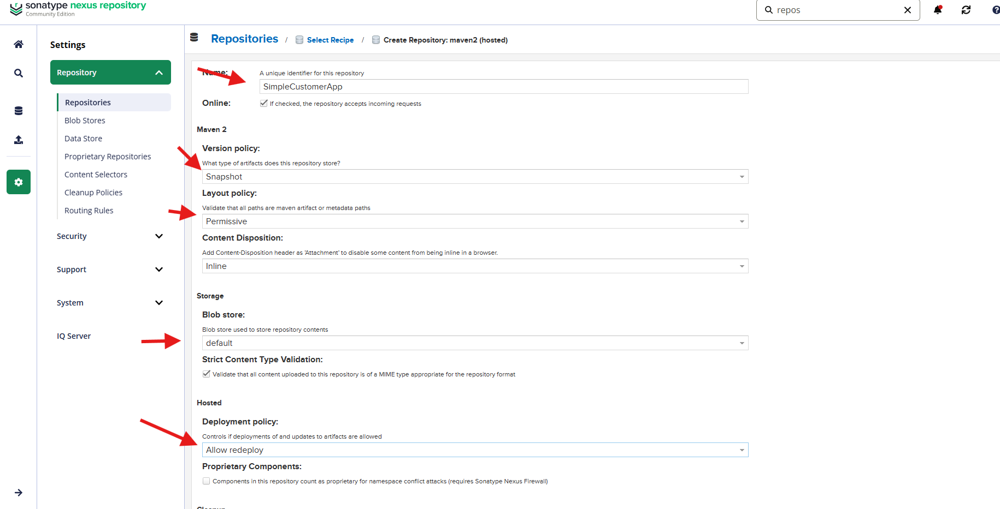 sonatype nexus repository
Community Edition
repos
Settings
Repository
Repositories
Blob Stores
Data Store
Proprietary Repositories
Content Selectors
Cleanup Policies
Routing Rules
Security
Support
System
IQ Server
Repositories / Select Recipe / Create Repository: maven2 (hosted)
Name: A unique identifier for this repository
SimpleCustomerApp
Online: If checked, the repository accepts incoming requests
Maven 2
Version policy:
What type of artifacts does this repository store?
Snapshot
Layout policy:
Validate that all paths are maven artifact or metadata paths
Permissive
Content Disposition:
Add Content-Disposition header as 'Attachment' to disable some content from being inline in a browser.
Inline
Storage
Blob store:
Blob store used to store repository contents
default
Strict Content Type Validation:
Validate that all content uploaded to this repository is of a MIME type appropriate for the repository format
Hosted
Deployment policy:
Controls if deployments of and updates to artifacts are allowed
Allow redeploy
Proprietary Components:
Components in this repository count as proprietary for namespace conflict attacks (requires Sonatype Nexus Firewall)
Cleanup